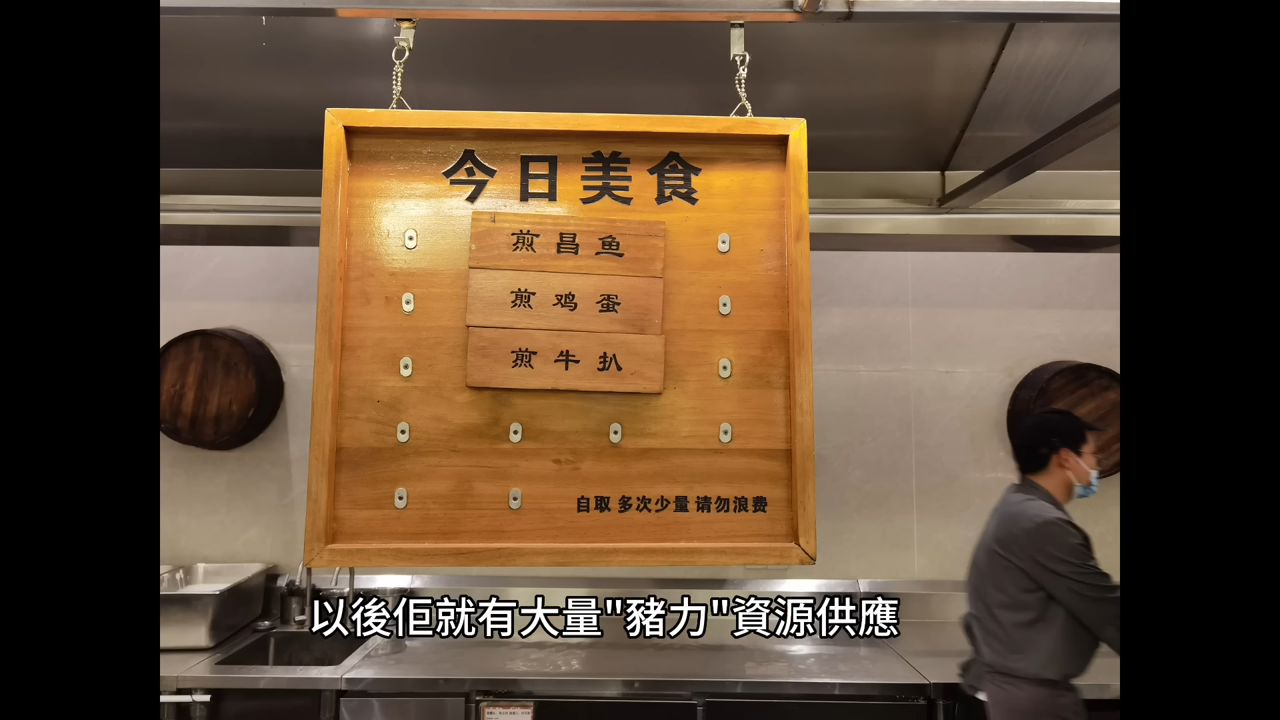 今日美食
煎昌鱼
煎鸡蛋
煎牛扒
自取 多次少量 请勿浪费
以後佢就有大量"豬力"資源供應